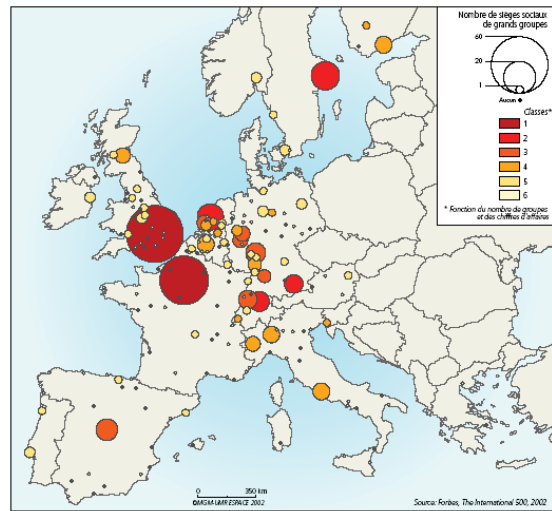 Nombre de sièges sociaux
de grands groupes
60
20
1
Aucun
Classes*
1
2
3
4
5
6
* Fonction du nombre de groupes
et des chiffres d'affaires
0 350 km
©MGM-UMR ESPACE 2002
Source: Forbes, The International 500, 2002